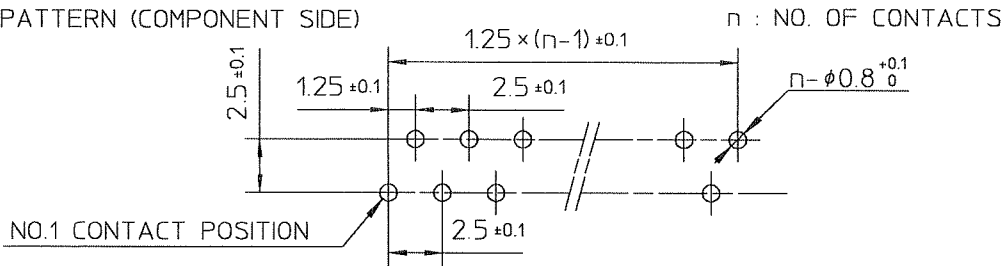 PATTERN (COMPONENT SIDE)
n : NO. OF CONTACTS
1.25 ×(n-1) ±0.1
2.5 ±0.1
1.25 ±0.1
2.5 ±0.1
n-ϕ0.8 +0.1 0
NO.1 CONTACT POSITION
2.5 ±0.1